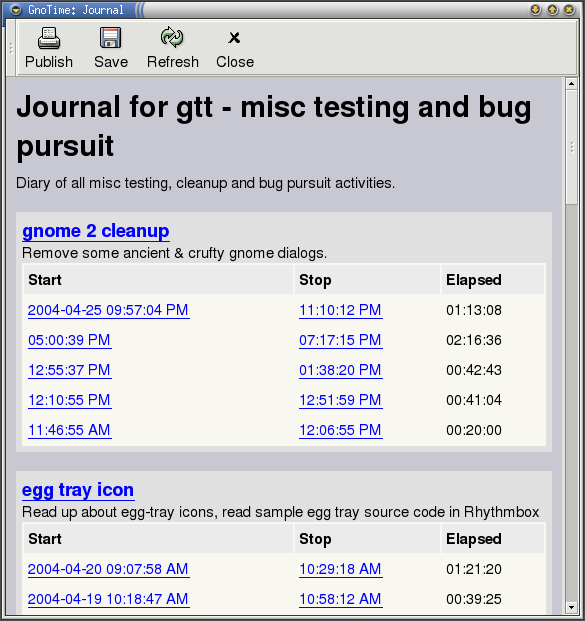 GnoTime: Journal
Publish Save Refresh Close
Journal for gtt - misc testing and bug
pursuit
Diary of all misc testing, cleanup and bug pursuit activities.
gnome 2 cleanup
Remove some ancient & crufty gnome dialogs.
Start Stop Elapsed
2004-04-25 09:57:04 PM 11:10:12 PM 01:13:08
05:00:39 PM 07:17:15 PM 02:16:36
12:55:37 PM 01:38:20 PM 00:42:43
12:10:55 PM 12:51:59 PM 00:41:04
11:46:55 AM 12:06:55 PM 00:20:00
egg tray icon
Read up about egg-tray icons, read sample egg tray source code in Rhythmbox
Start Stop Elapsed
2004-04-20 09:07:58 AM 10:29:18 AM 01:21:20
2004-04-19 10:18:47 AM 10:58:12 AM 00:39:25